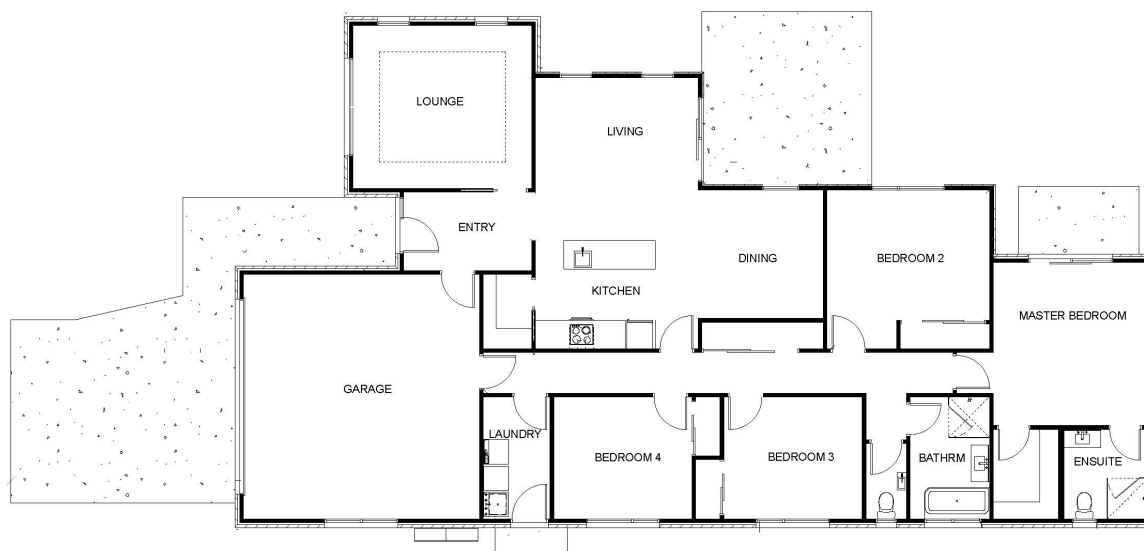 LOUNGE
LIVING
ENTRY
DINING
BEDROOM 2
KITCHEN
MASTER BEDROOM
GARAGE
LAUNDRY
BEDROOM 4
BEDROOM 3
BATHRM
ENSUITE